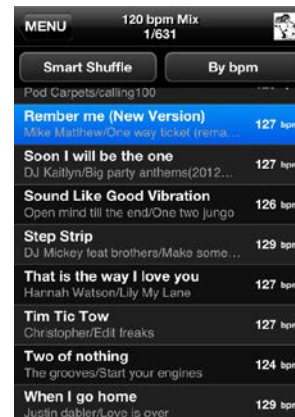 MENU
120 bpm Mix
1/631
Smart Shuffle
By bpm
Pod Carpets/calling100
Rember me (New Version)
Mike Matthew/One way ticket (rema...
127 bpm
Soon I will be the one
DJ Kaitlyn/Big party anthems(2012...
127 bpm
Sound Like Good Vibration
Open mind till the end/One two jungo
126 bpm
Step Strip
DJ Mickey feat brothers/Make some...
129 bpm
That is the way I love you
Hannah Watson/Lily My Lane
127 bpm
Tim Tic Tow
Christopher/Edit freaks
127 bpm
Two of nothing
The grooves/Start your engines
124 bpm
When I go home
Justin dabler/Love is over
129 bpm